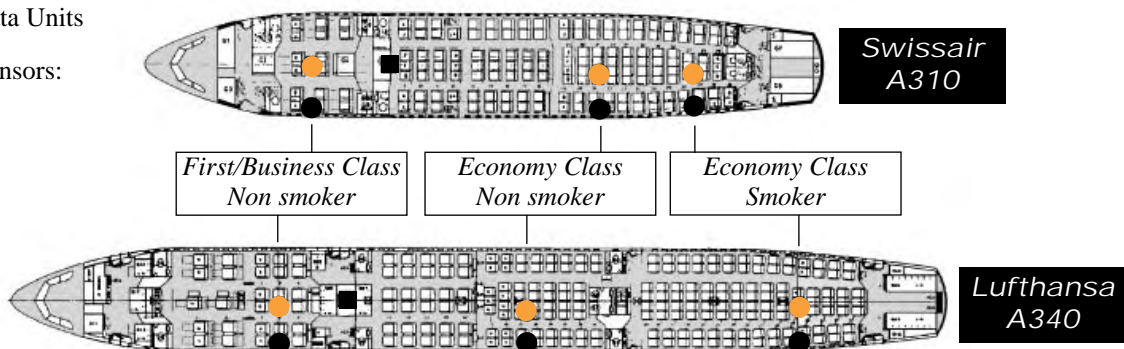 ta Units
nsors:
Swissair
A310
First/Business Class
Non smoker
Economy Class
Non smoker
Economy Class
Smoker
Lufthansa
A340